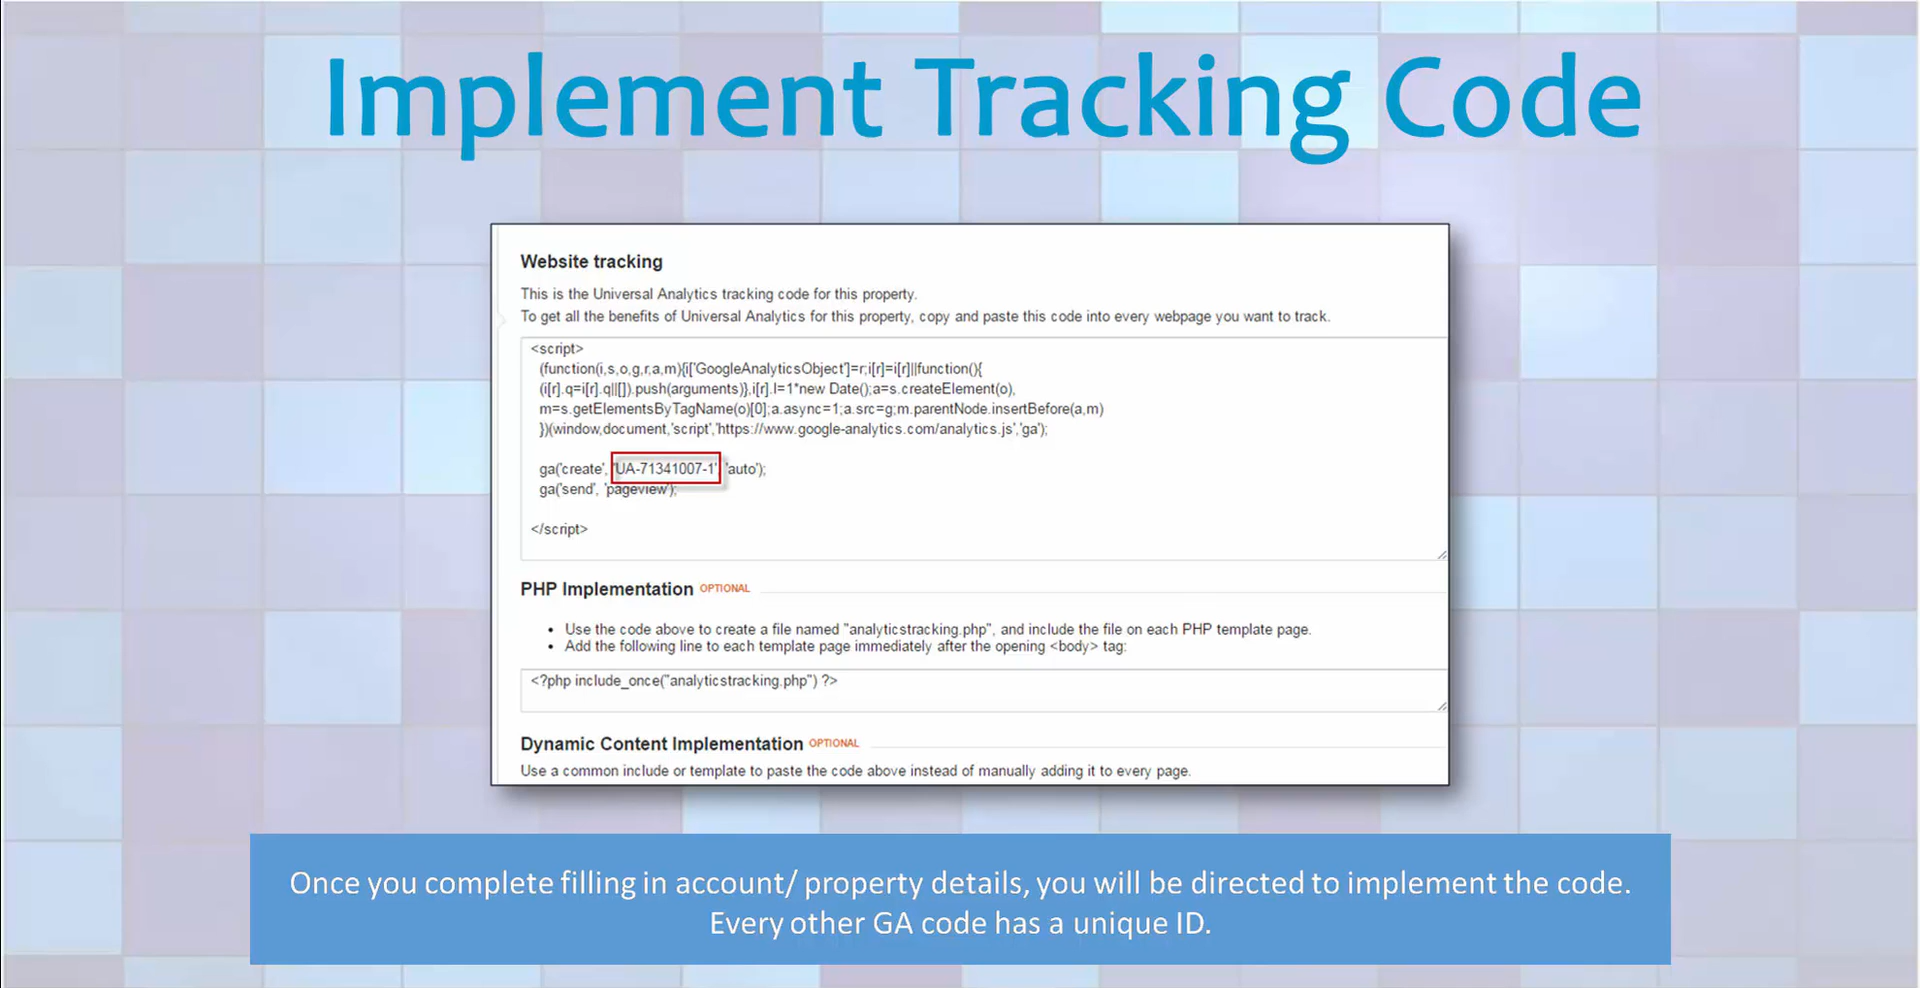 Implement Tracking Code
Website tracking
This is the Universal Analytics tracking code for this property.
To get all the benefits of Universal Analytics for this property, copy and paste this code into every webpage you want to track.
<script>
(function(i,s,o,g,r,a,m){i['GoogleAnalyticsObject']=r;i[r]=i[r]||function(){
(i[r].q=i[r].q||[]).push(arguments)},i[r].l=1*new Date();a=s.createElement(o),
m=s.getElementsByTagName(o)[0];a.async=1;a.src=g;m.parentNode.insertBefore(a,m)
})(window,document,'script','https://www.google-analytics.com/analytics.js','ga');
ga('create', 'UA-71341007-1', 'auto');
ga('send', 'pageview');
</script>
PHP Implementation OPTIONAL
• Use the code above to create a file named "analyticstracking.php", and include the file on each PHP template page.
• Add the following line to each template page immediately after the opening <body> tag:
<?php include_once("analyticstracking.php") ?>
Dynamic Content Implementation OPTIONAL
Use a common include or template to paste the code above instead of manually adding it to every page.
Once you complete filling in account/ property details, you will be directed to implement the code.
Every other GA code has a unique ID.